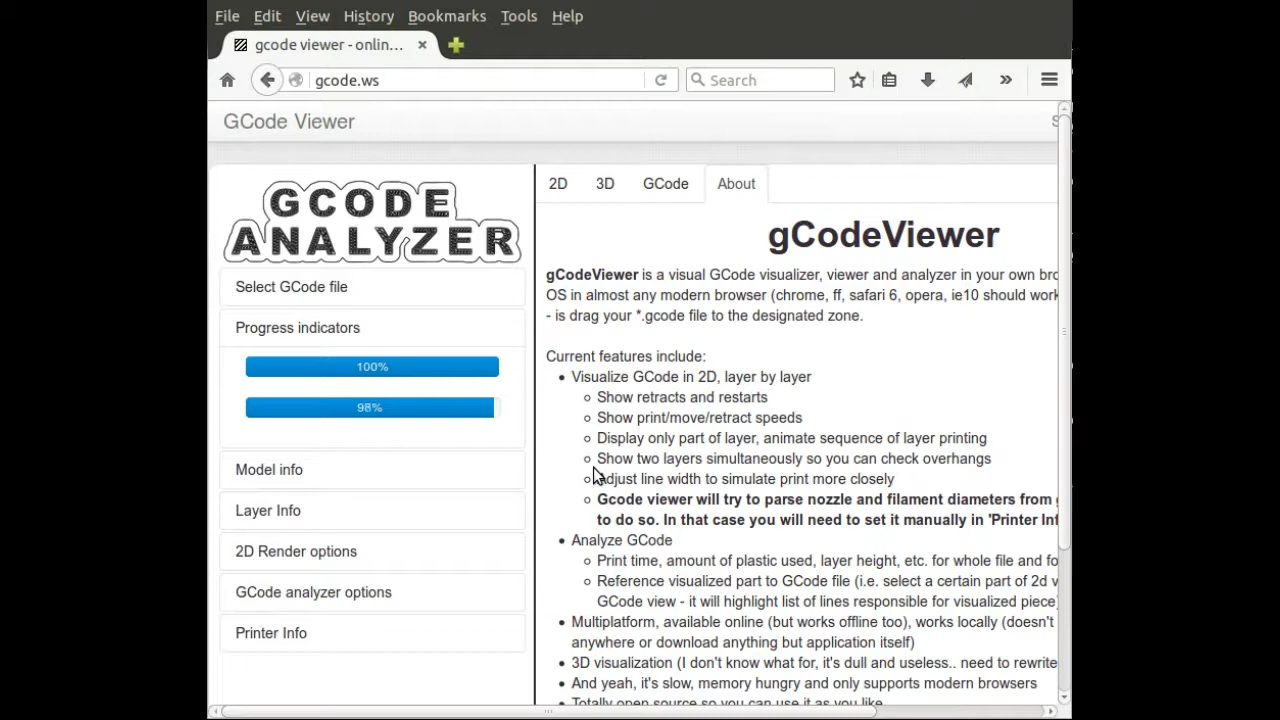 File Edit View History Bookmarks Tools Help
gcode viewer - onlin...
gcode.ws
Search
GCode Viewer
GCODE
ANALYZER
Select GCode file
Progress indicators
100%
98%
Model info
Layer Info
2D Render options
GCode analyzer options
Printer Info
2D 3D GCode About
gCodeViewer
gCodeViewer is a visual GCode visualizer, viewer and analyzer in your own bro
OS in almost any modern browser (chrome, ff, safari 6, opera, ie10 should work
- is drag your *.gcode file to the designated zone.
Current features include:
Visualize GCode in 2D, layer by layer
Show retracts and restarts
Show print/move/retract speeds
Display only part of layer, animate sequence of layer printing
Show two layers simultaneously so you can check overhangs
Adjust line width to simulate print more closely
Gcode viewer will try to parse nozzle and filament diameters from
to do so. In that case you will need to set it manually in 'Printer Inf
Analyze GCode
Print time, amount of plastic used, layer height, etc. for whole file and fo
Reference visualized part to GCode file (i.e. select a certain part of 2d v
GCode view - it will highlight list of lines responsible for visualized piece)
Multiplatform, available online (but works offline too), works locally (doesn't
anywhere or download anything but application itself)
3D visualization (I don't know what for, it's dull and useless.. need to rewrite
And yeah, it's slow, memory hungry and only supports modern browsers
Totally open source so you can use it as you like